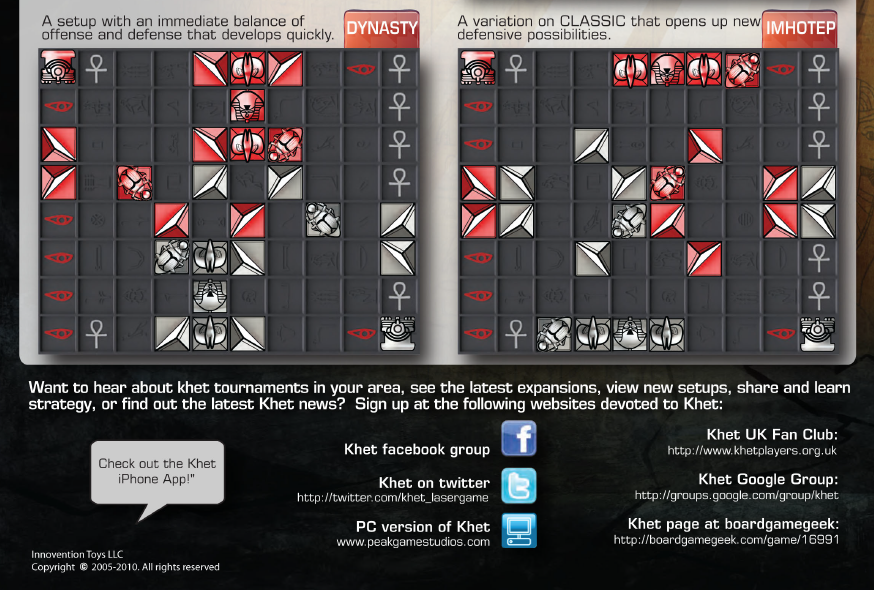 A setup with an immediate balance of
offense and defense that develops quickly.
DYNASTY
A variation on CLASSIC that opens up new
defensive possibilities.
IMHOTEP
Want to hear about khet tournaments in your area, see the latest expansions, view new setups, share and learn
strategy, or find out the latest Khet news?  Sign up at the following websites devoted to Khet:
Check out the Khet
iPhone App!"
Khet facebook group
Khet on twitter
http://twitter.com/khet_lasergame
PC version of Khet
www.peakgamestudios.com
Khet UK Fan Club:
http://www.khetplayers.org.uk
Khet Google Group:
http://groups.google.com/group/khet
Khet page at boardgamegeek:
http://boardgamegeek.com/game/16991
Innovention Toys LLC
Copyright © 2005-2010. All rights reserved